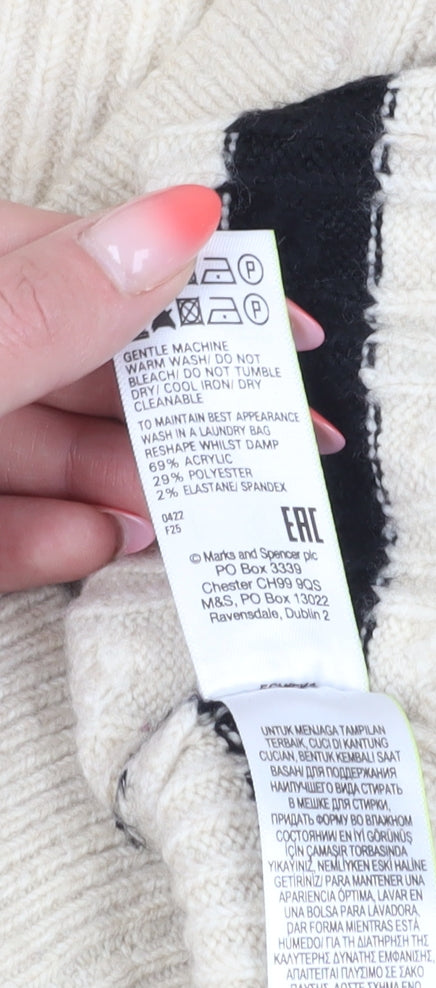 P
P
GENTLE MACHINE
WARM WASH/ DO NOT
BLEACH/ DO NOT TUMBLE
DRY/ COOL IRON/ DRY
CLEANABLE
TO MAINTAIN BEST APPEARANCE
WASH IN A LAUNDRY BAG
RESHAPE WHILST DAMP
69% ACRYLIC
29% POLYESTER
2% ELASTANE/ SPANDEX
0422
F25
EAC
© Marks and Spencer plc
PO Box 3339
Chester CH99 9QS
M&S, PO Box 13022
Ravensdale, Dublin 2
UNTUK MENJAGA TAMPILAN
TERBAIK, CUCI DI KANTUNG
CUCIAN, BENTUK KEMBALI SAAT
BASAH/ ДЛЯ ПОДДЕРЖАНИЯ
НАИЛУЧШЕГО ВИДА СТИРАТЬ
В МЕШКЕ ДЛЯ СТИРКИ,
ПРИДАТЬ ФОРМУ ВО ВЛАЖНОМ
СОСТОЯНИИ/ EN İYİ GÖRÜNÜŞ
İÇİN ÇAMAŞIR TORBASINDA
YIKAYINIZ, NEMLİYKEN ESKİ HALİNE
GETİRİNİZ/ PARA MANTENER UNA
APARIENCIA ÓPTIMA, LAVAR EN
UNA BOLSA PARA LAVADORA,
DAR FORMA MIENTRAS ESTÁ
HÚMEDO/ ΓΙΑ ΤΗ ΔΙΑΤΗΡΗΣΗ ΤΗΣ
ΚΑΛΥΤΕΡΗΣ ΔΥΝΑΤΗΣ ΕΜΦΑΝΙΣΗΣ,
ΑΠΑΙΤΕΙΤΑΙ ΠΛΥΣΙΜΟ ΣΕ ΣΑΚΟ